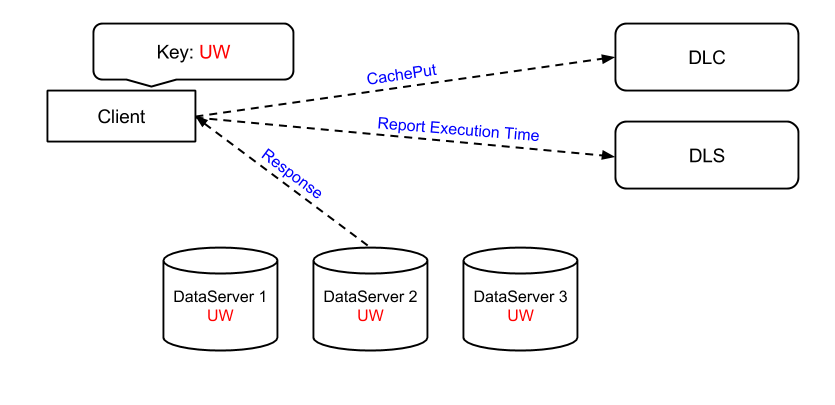 Key: UW
Client
CachePut
DLC
Report Execution Time
DLS
Response
DataServer 1
UW
DataServer 2
UW
DataServer 3
UW